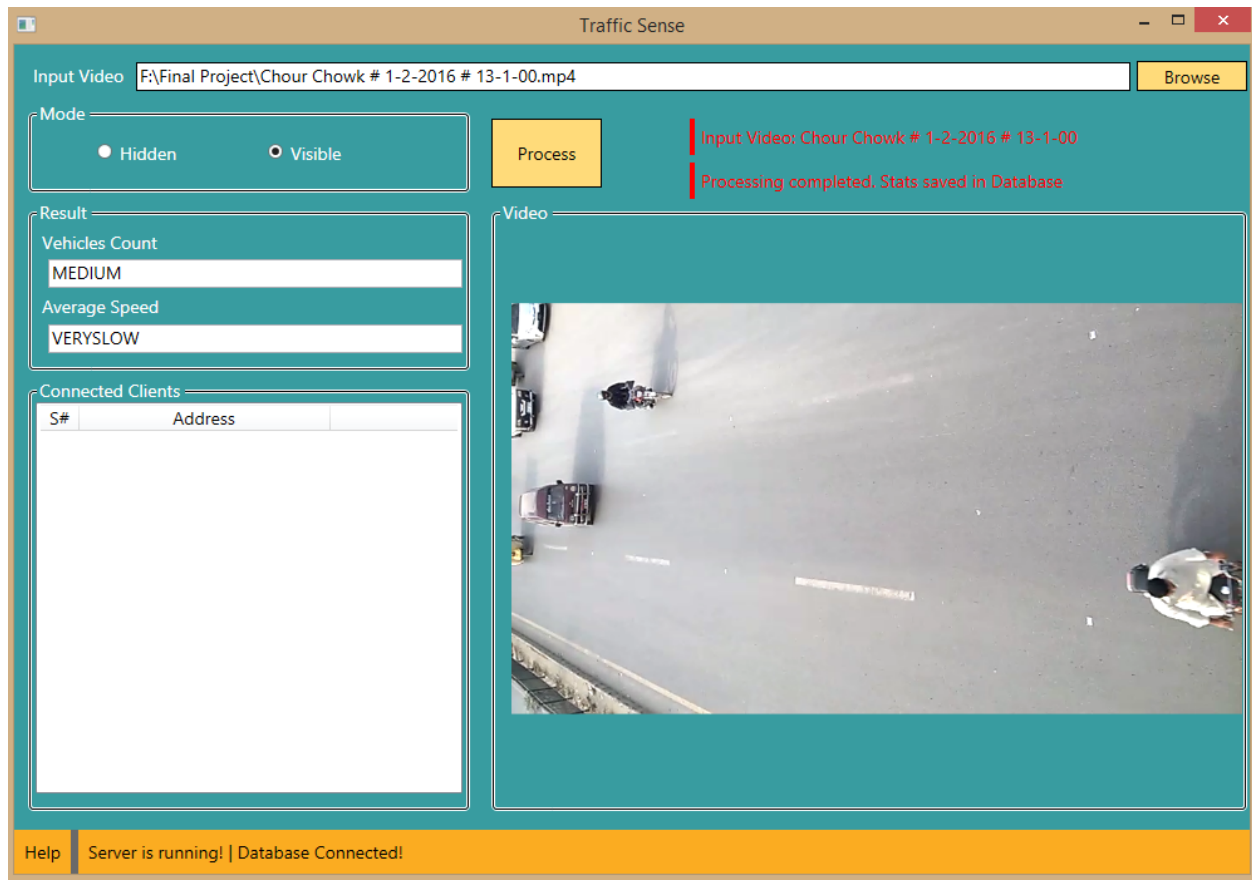 Traffic Sense
Input Video F:\Final Project\Chour Chowk # 1-2-2016 # 13-1-00.mp4 Browse
Mode
Hidden Visible
Process
Input Video: Chour Chowk # 1-2-2016 # 13-1-00
Processing completed. Stats saved in Database
Result
Vehicles Count
MEDIUM
Average Speed
VERYSLOW
Connected Clients
S# Address
Video
Help Server is running! | Database Connected!